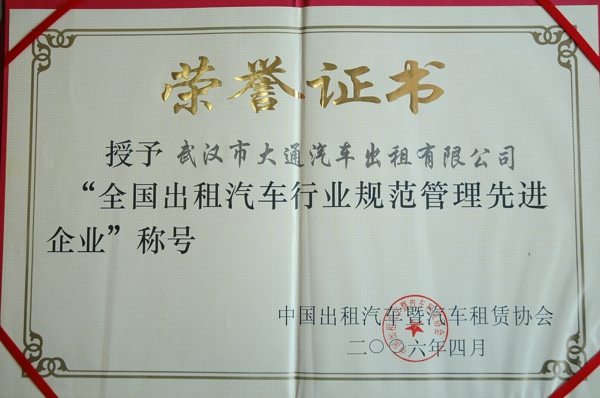 荣誉证书
授予 武汉市大通汽车出租有限公司
“全国出租汽车行业规范管理先进
企业”称号
中国出租汽车暨汽车租赁协会
二〇〇六年四月